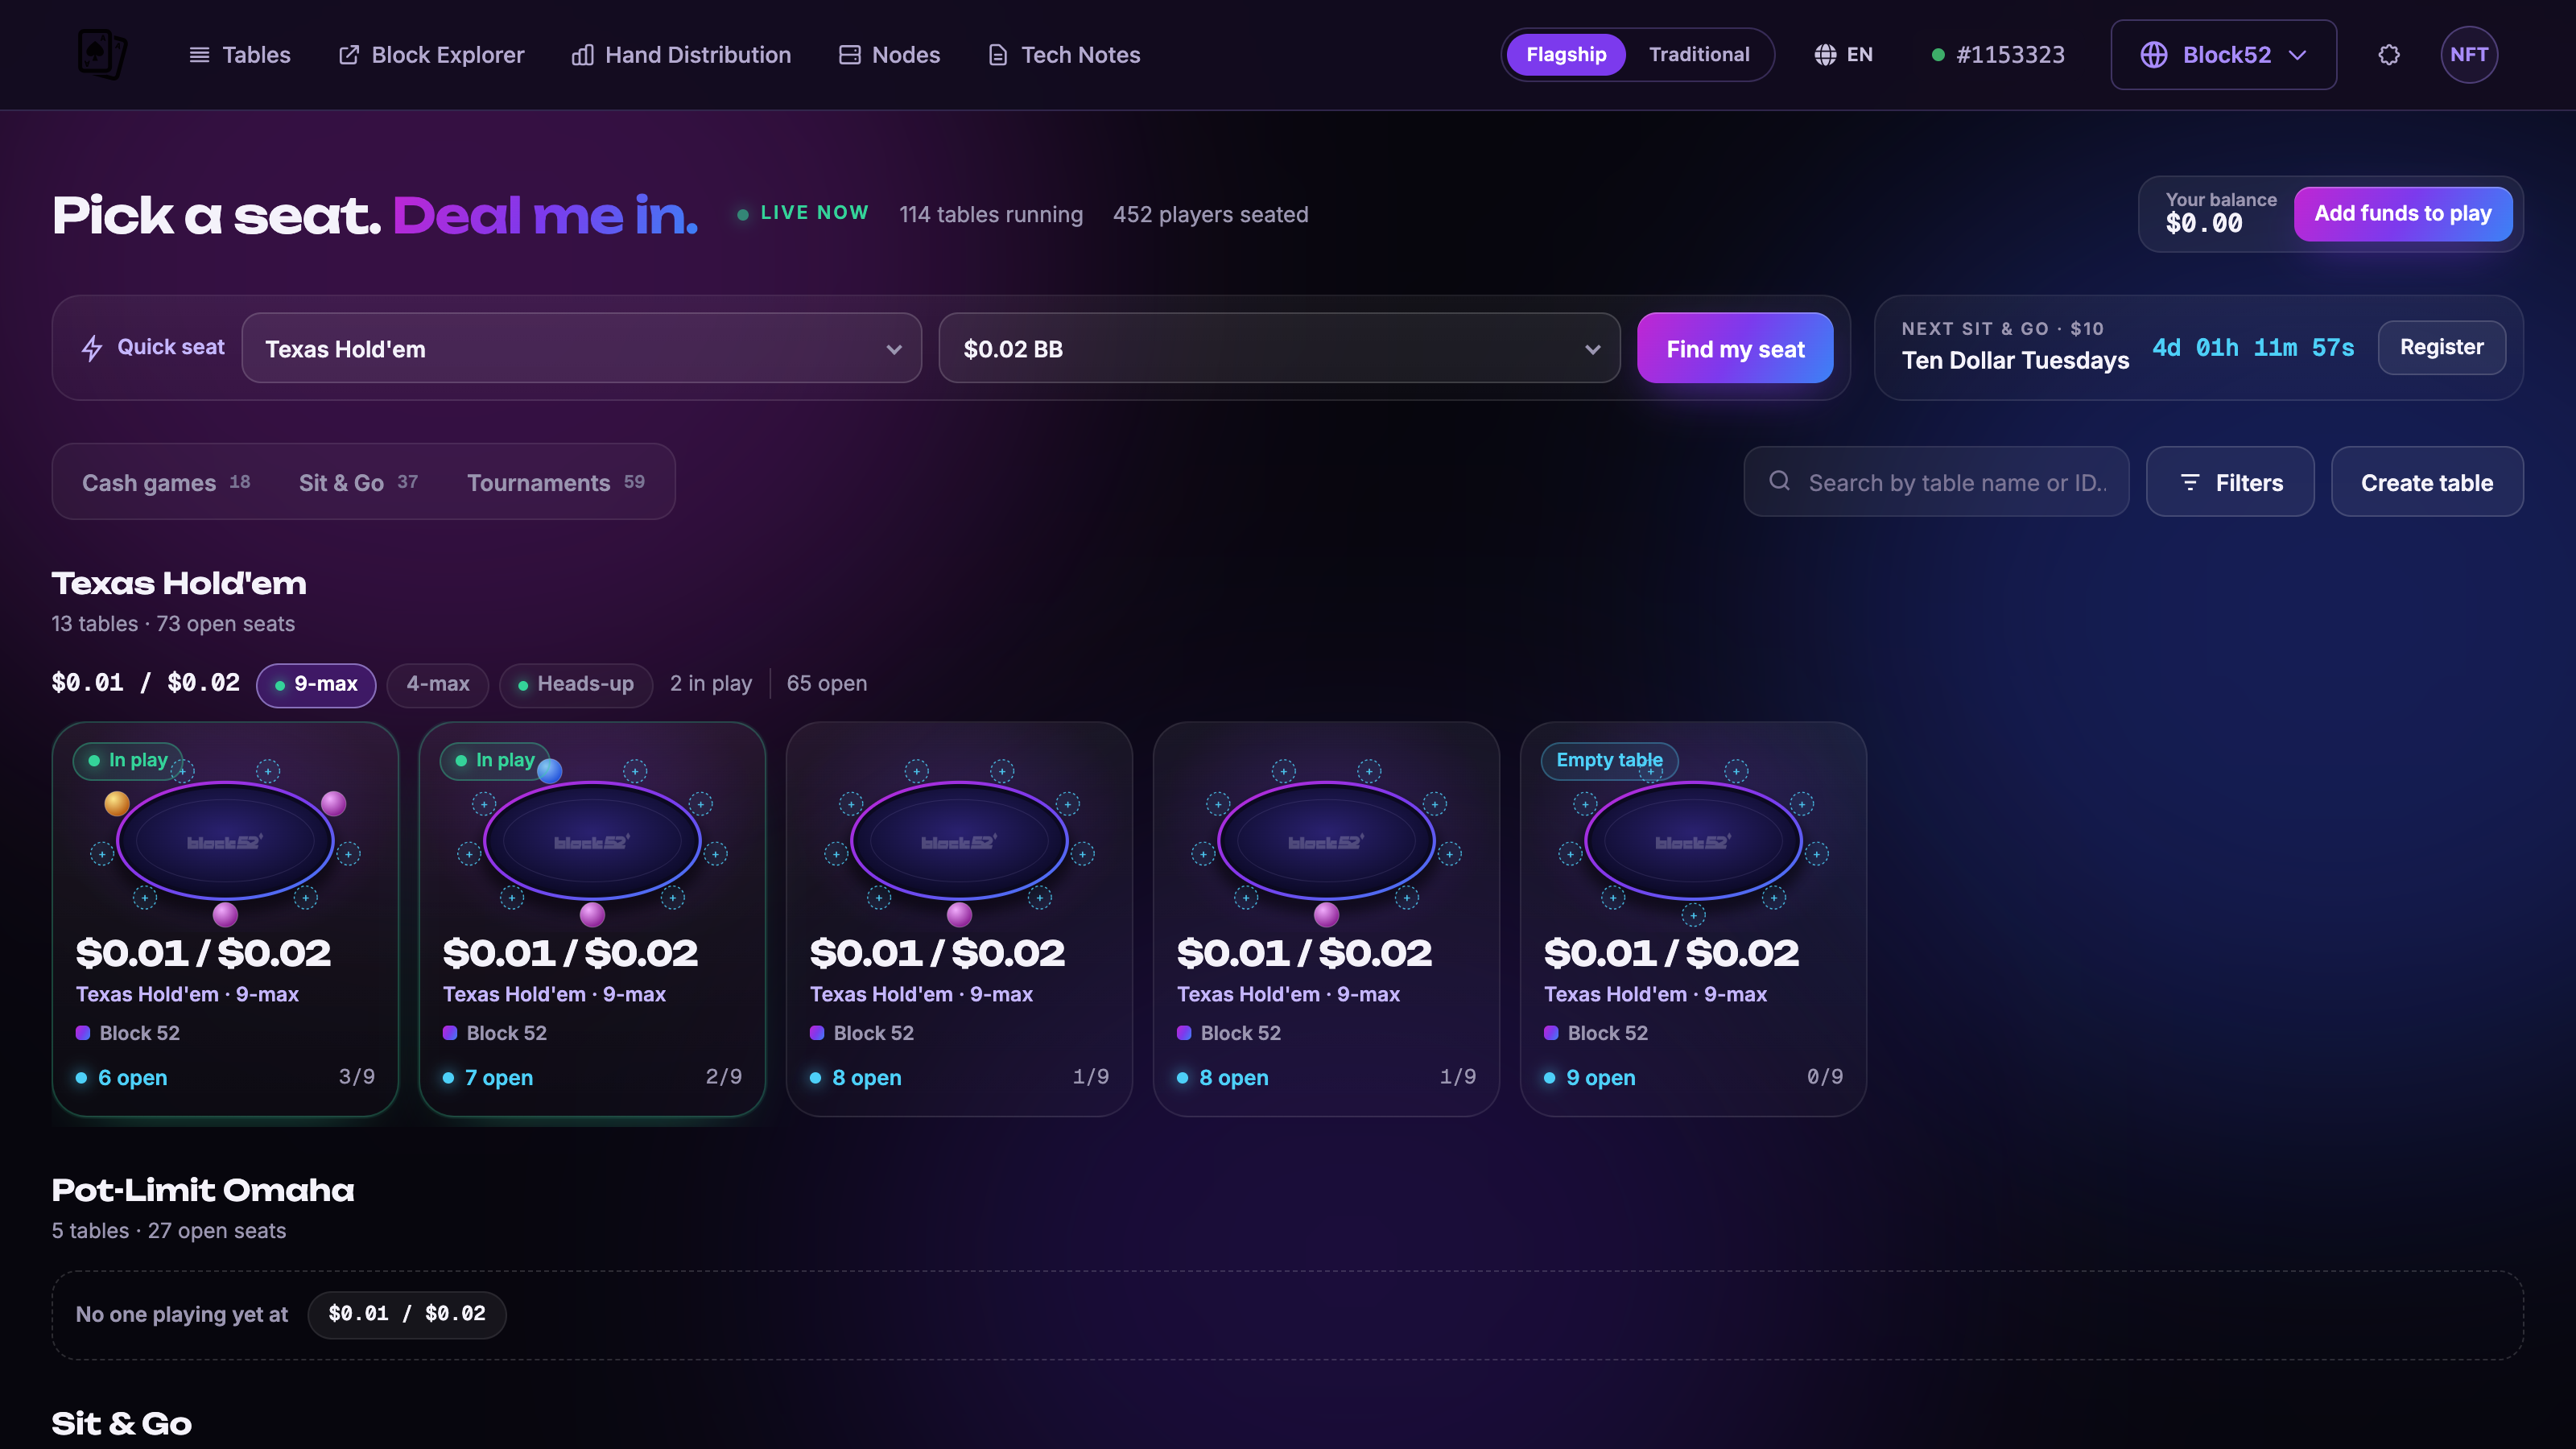 Tables
Block Explorer
Hand Distribution
Nodes
Tech Notes
Flagship
Traditional
EN
#1153323
Block52
NFT
Pick a seat. Deal me in.
LIVE NOW
114 tables running
452 players seated
Your balance
$0.00
Add funds to play
Quick seat
Texas Hold'em
$0.02 BB
Find my seat
NEXT SIT & GO · $10
Ten Dollar Tuesdays
4d 01h 11m 57s
Register
Cash games 18
Sit & Go 37
Tournaments 59
Search by table name or ID..
Filters
Create table
Texas Hold'em
13 tables · 73 open seats
$0.01 / $0.02
9-max
4-max
Heads-up
2 in play
65 open
In play
block52
$0.01 / $0.02
Texas Hold'em · 9-max
Block 52
6 open
3/9
In play
block52
$0.01 / $0.02
Texas Hold'em · 9-max
Block 52
7 open
2/9
block52
$0.01 / $0.02
Texas Hold'em · 9-max
Block 52
8 open
1/9
block52
$0.01 / $0.02
Texas Hold'em · 9-max
Block 52
8 open
1/9
Empty table
block52
$0.01 / $0.02
Texas Hold'em · 9-max
Block 52
9 open
0/9
Pot-Limit Omaha
5 tables · 27 open seats
No one playing yet at
$0.01 / $0.02
Sit & Go